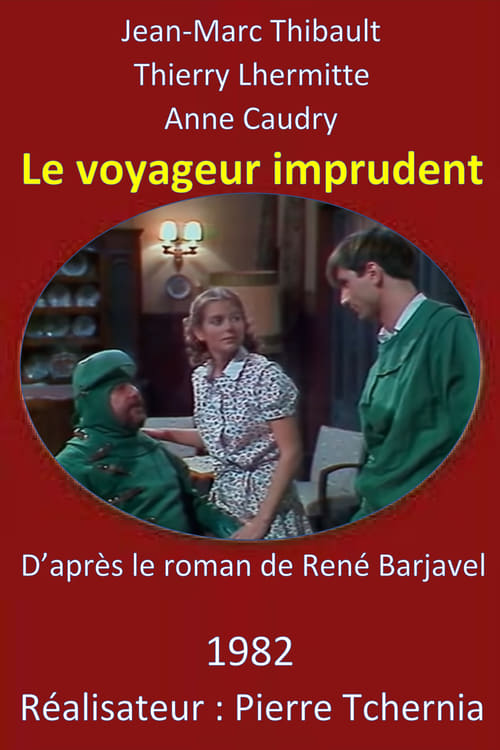 Jean-Marc Thibault
Thierry Lhermitte
Anne Caudry
Le voyageur imprudent
D’après le roman de René Barjavel
1982
Réalisateur : Pierre Tchernia